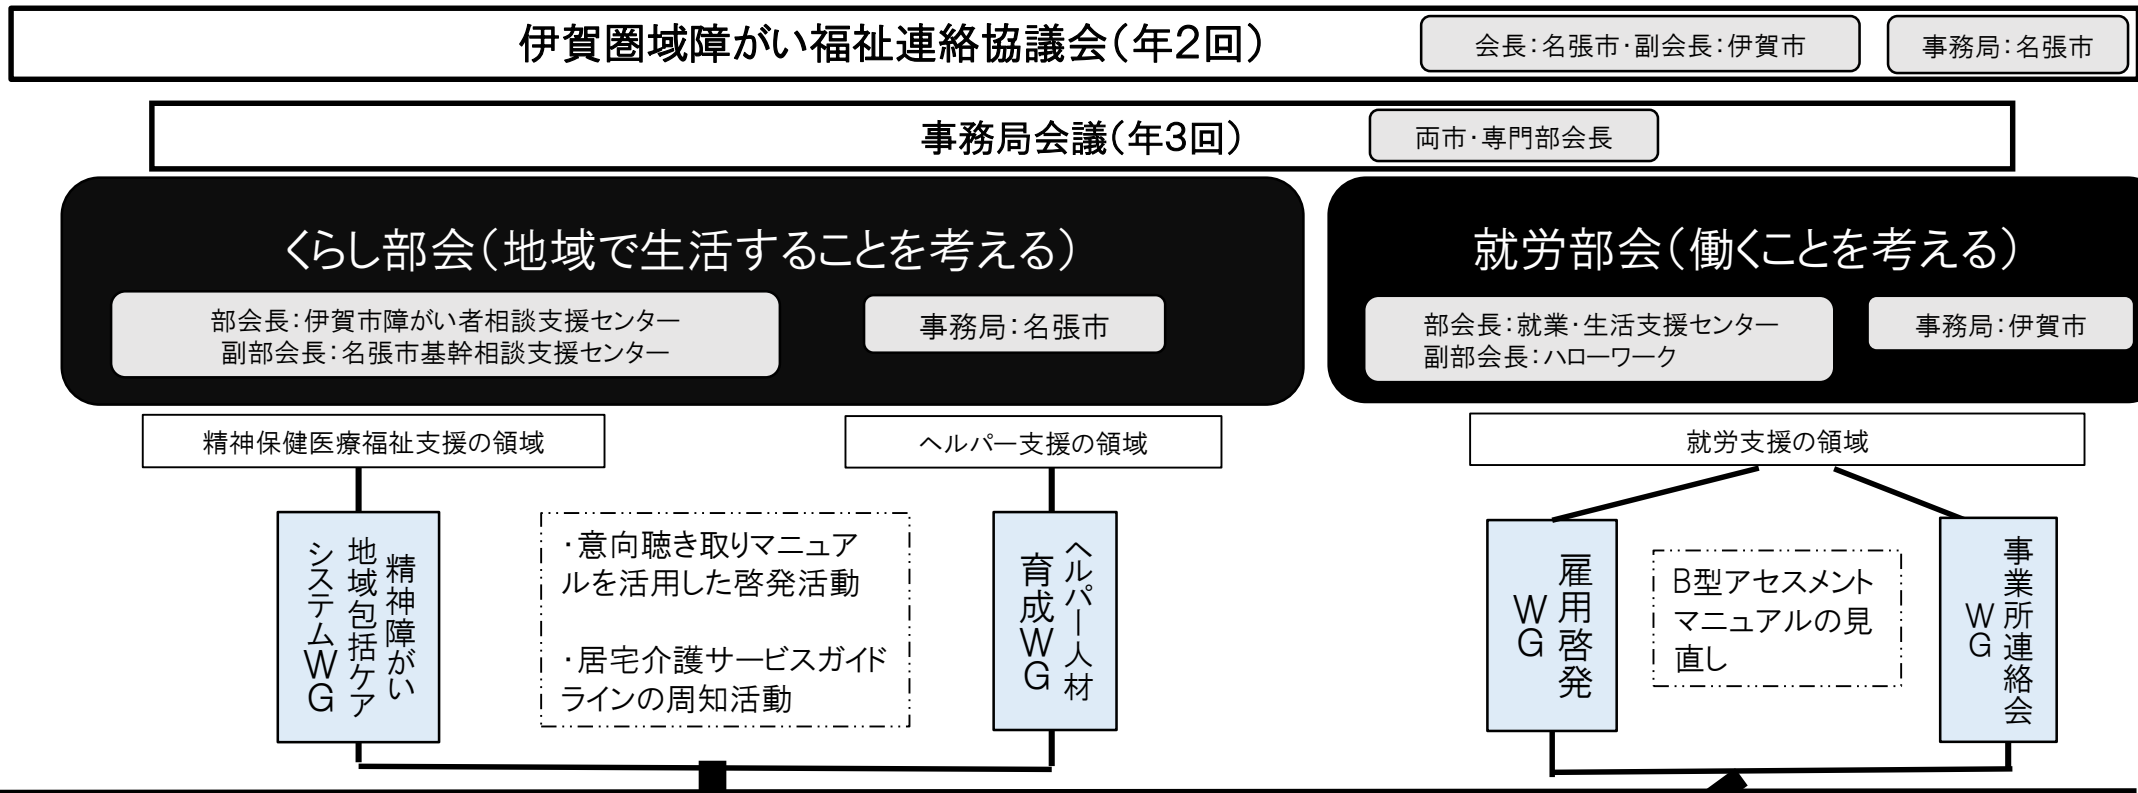 伊賀圏域障がい福祉連絡協議会（年2回）
会長：名張市・副会長：伊賀市
事務局：名張市
事務局会議（年3回）
両市・専門部会長
くらし部会（地域で生活することを考える）
部会長：伊賀市障がい者相談支援センター
副部会長：名張市基幹相談支援センター
事務局：名張市
就労部会（働くことを考える）
部会長：就業・生活支援センター
副部会長：ハローワーク
事務局：伊賀市
精神保健医療福祉支援の領域
ヘルパー支援の領域
就労支援の領域
精神障がい
地域包括ケア
システムＷＧ
・意向聴き取りマニュア
ルを活用した啓発活動
・居宅介護サービスガイド
ラインの周知活動
ヘルパー人材
育成ＷＧ
雇用啓発
ＷＧ
B型アセスメント
マニュアルの見
直し
事業所連絡会
ＷＧ